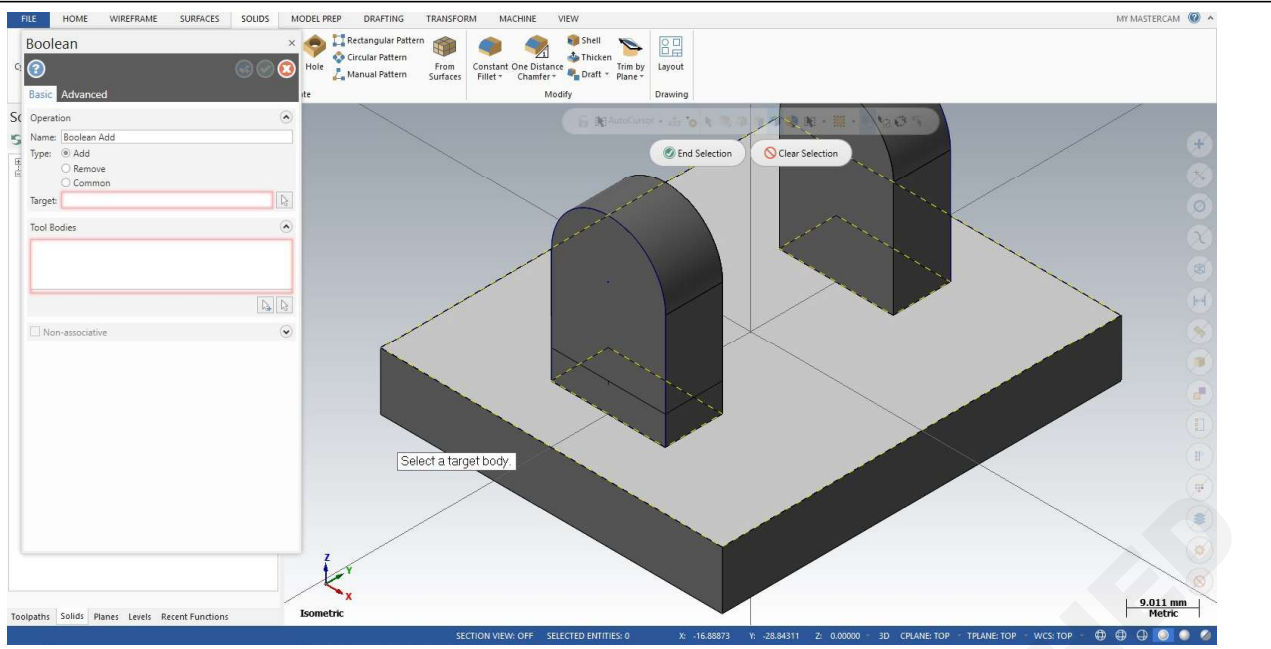 FILE HOME WIREFRAME SURFACES SOLIDS MODEL PREP DRAFTING TRANSFORM MACHINE VIEW MY MASTERCAM
Boolean
Basic Advanced
Operation
Name: Boolean Add
Type: Add
Remove
Common
Target:
Tool Bodies
Non-associative
Hole
Rectangular Pattern
Circular Pattern
Manual Pattern
From
Surfaces
Constant
Fillet
One Distance
Chamfer
Shell
Thicken
Draft
Trim by
Plane
Modify
Layout
Drawing
AutoCursor
End Selection Clear Selection
Select a target body.
Z
Y
X
Isometric
9.011 mm
Metric
Toolpaths Solids Planes Levels Recent Functions
SECTION VIEW: OFF SELECTED ENTITIES: 0 X: -16.88873 Y: -28.84311 Z: 0.00000 3D CPLANE: TOP TPLANE: TOP WCS: TOP